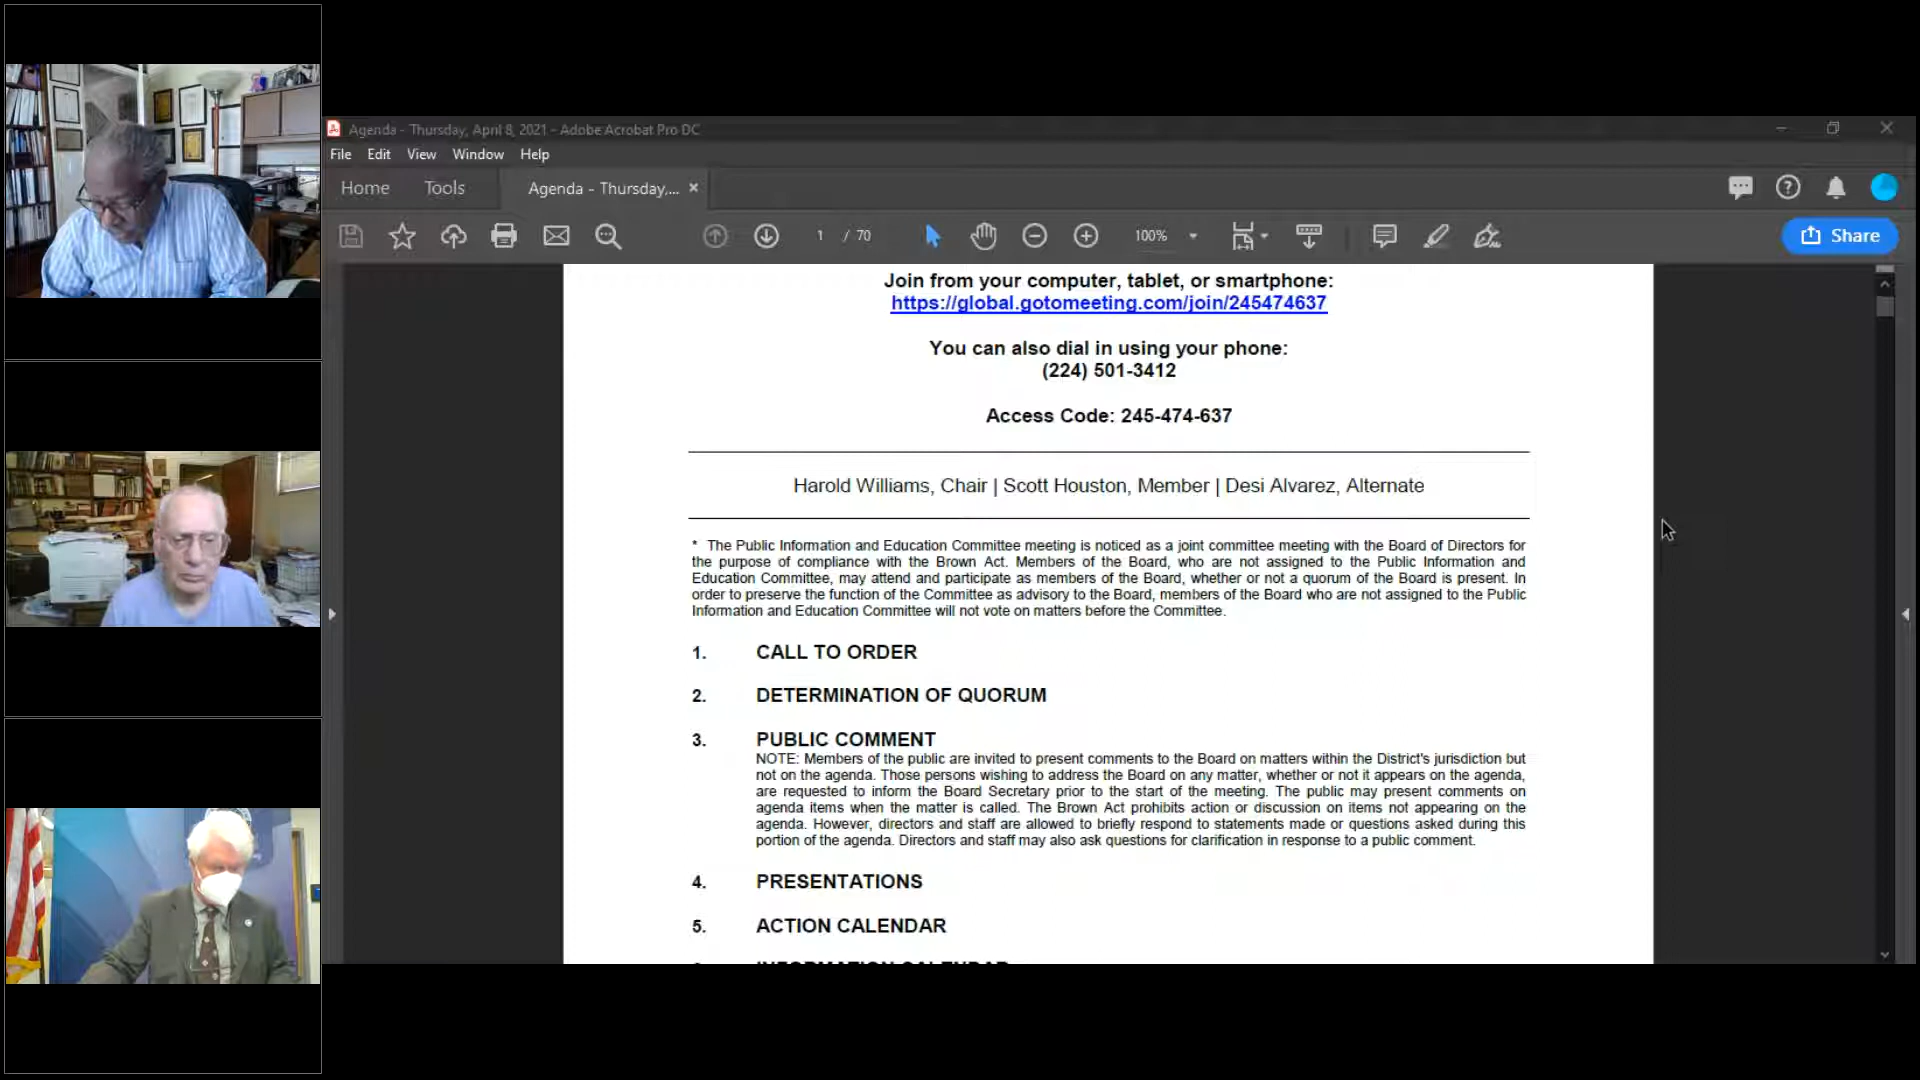 Agenda - Thursday, April 8, 2021 - Adobe Acrobat Pro DC
File Edit View Window Help
Home Tools Agenda - Thursday,... ×
1 / 70 100% Share
Join from your computer, tablet, or smartphone:
https://global.gotomeeting.com/join/245474637
You can also dial in using your phone:
(224) 501-3412
Access Code: 245-474-637
Harold Williams, Chair | Scott Houston, Member | Desi Alvarez, Alternate
* The Public Information and Education Committee meeting is noticed as a joint committee meeting with the Board of Directors for
the purpose of compliance with the Brown Act. Members of the Board, who are not assigned to the Public Information and
Education Committee, may attend and participate as members of the Board, whether or not a quorum of the Board is present. In
order to preserve the function of the Committee as advisory to the Board, members of the Board who are not assigned to the Public
Information and Education Committee will not vote on matters before the Committee.
1. CALL TO ORDER
2. DETERMINATION OF QUORUM
3. PUBLIC COMMENT
NOTE: Members of the public are invited to present comments to the Board on matters within the District's jurisdiction but
not on the agenda. Those persons wishing to address the Board on any matter, whether or not it appears on the agenda,
are requested to inform the Board Secretary prior to the start of the meeting. The public may present comments on
agenda items when the matter is called. The Brown Act prohibits action or discussion on items not appearing on the
agenda. However, directors and staff are allowed to briefly respond to statements made or questions asked during this
portion of the agenda. Directors and staff may also ask questions for clarification in response to a public comment.
4. PRESENTATIONS
5. ACTION CALENDAR
INFORMATION CALENDAR